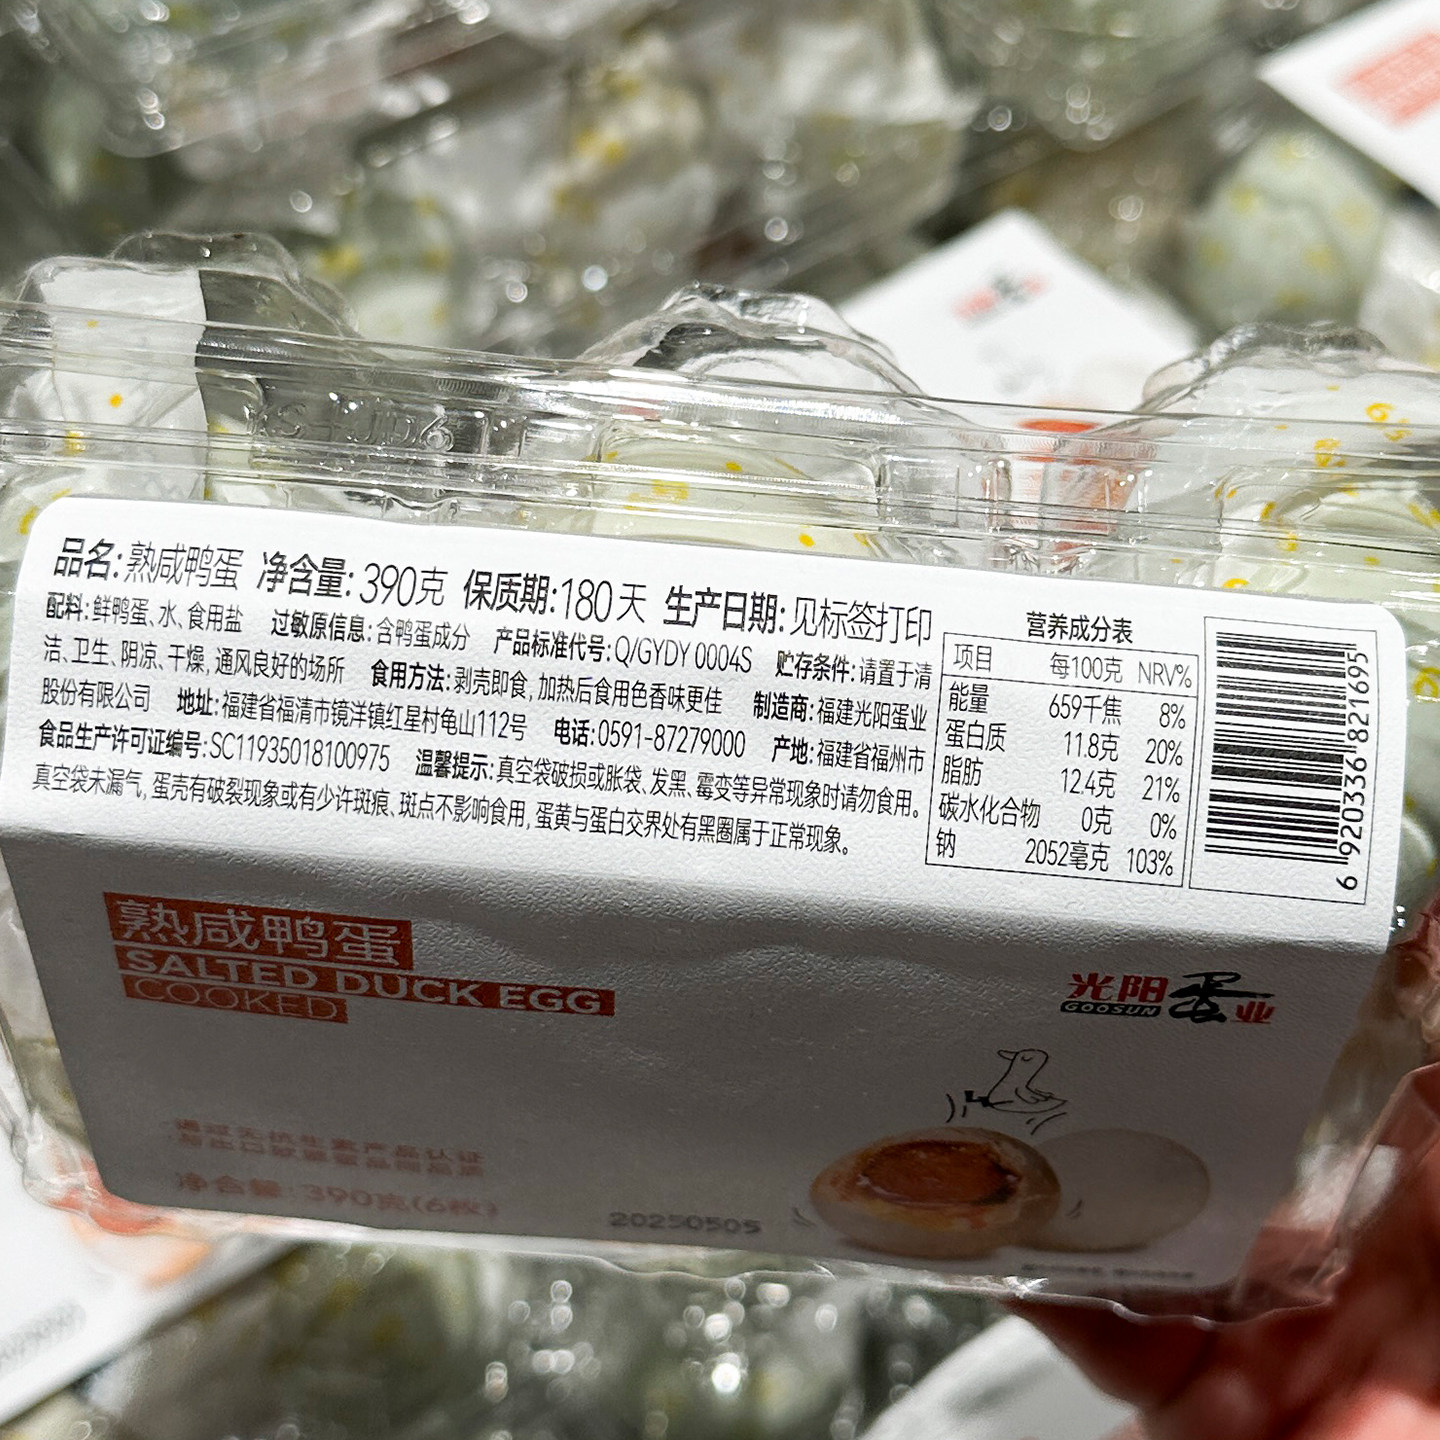 品名:熟咸鸭蛋 净含量:390克 保质期:180天 生产日期:见标签打印
配料:鲜鸭蛋、水、食用盐 过敏原信息:含鸭蛋成分 产品标准代号:Q/GYDY 0004S 贮存条件:请置于清
洁、卫生、阴凉、干燥,通风良好的场所 食用方法:剥壳即食,加热后食用色香味更佳 制造商:福建光阳蛋业
股份有限公司 地址:福建省福清市镜洋镇红星村龟山112号 电话:0591-87279000 产地:福建省福州市
食品生产许可证编号:SC11935018100975 温馨提示:真空袋破损或胀袋、发黑、霉变等异常现象时请勿食用。
真空袋未漏气,蛋壳有破裂现象或有少许斑痕、斑点不影响食用,蛋黄与蛋白交界处有黑圈属于正常现象。
营养成分表
项目 每100克 NRV%
能量 659千焦 8%
蛋白质 11.8克 20%
脂肪 12.4克 21%
碳水化合物 0克 0%
钠 2052毫克 103%
6 920336 821695
熟咸鸭蛋
SALTED DUCK EGG
COOKED
光阳蛋业
GOOSUN
通过无抗生素产品认证
净含量:390克(6枚)
20250505